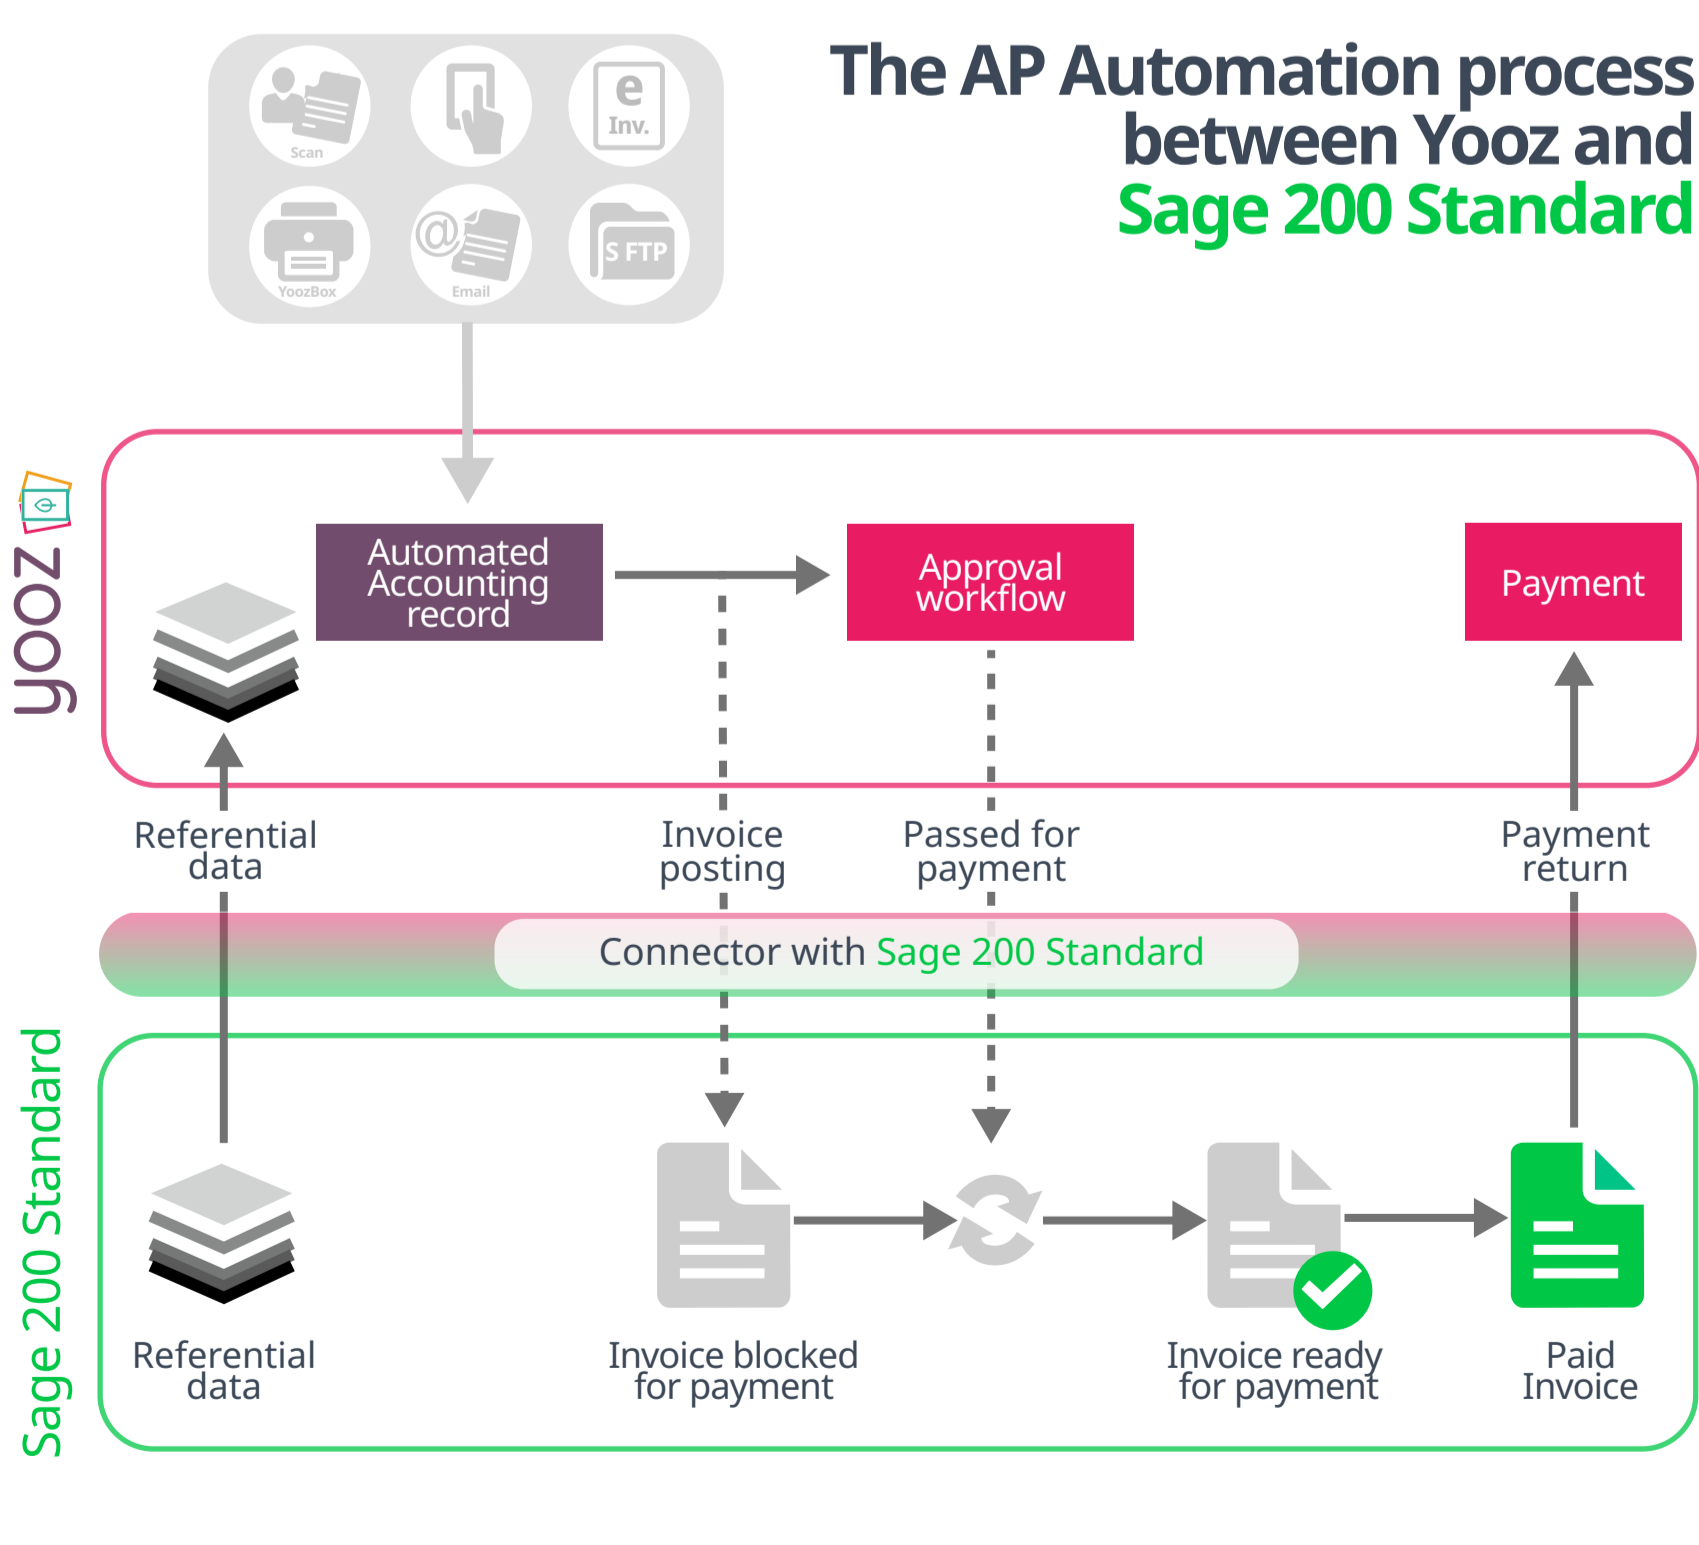 The AP Automation process
between Yooz and
Sage 200 Standard
Scan
e
Inv.
YoozBox
@
Email
S FTP
yooz
Automated
Accounting
record
Approval
workflow
Payment
Referential
data
Invoice
posting
Passed for
payment
Payment
return
Connector with Sage 200 Standard
Sage 200 Standard
Referential
data
Invoice blocked
for payment
Invoice ready
for payment
Paid
Invoice